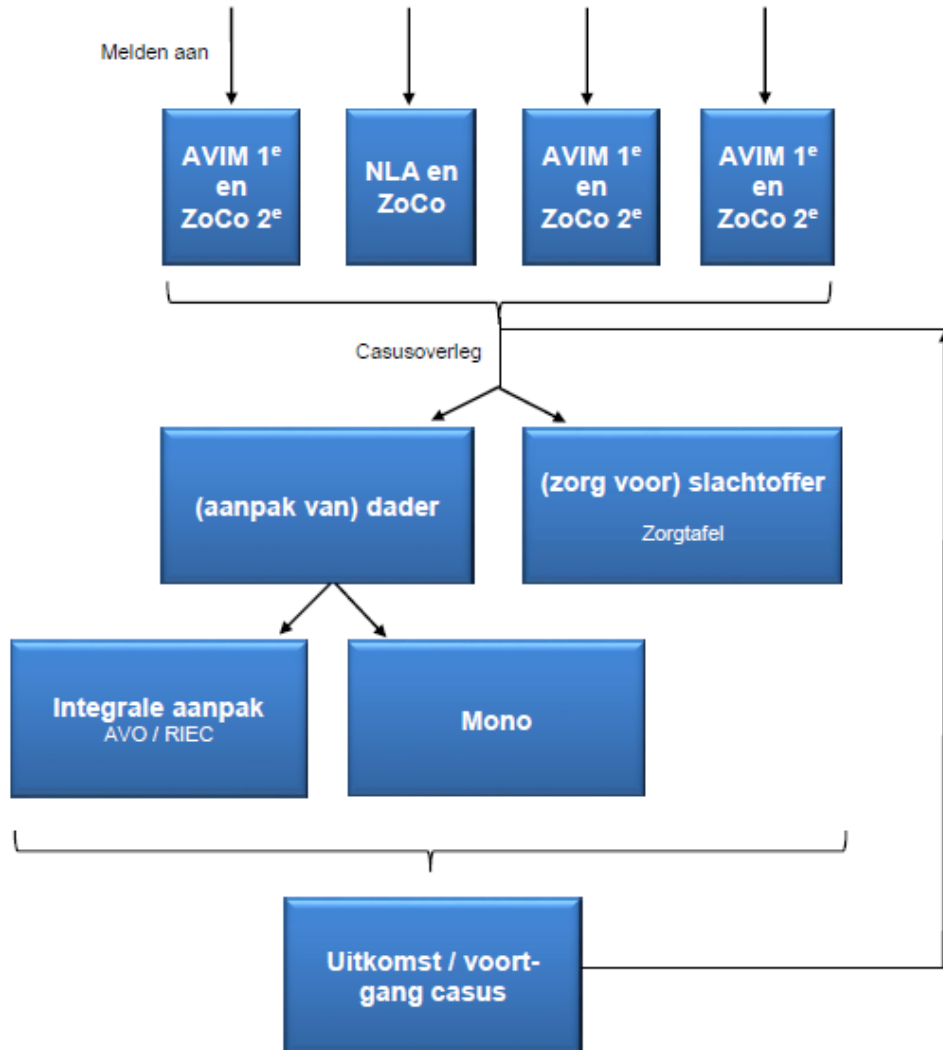 Melden aan
AVIM 1e
en
ZoCo 2e
NLA en
ZoCo
AVIM 1e
en
ZoCo 2e
AVIM 1e
en
ZoCo 2e
Casusoverleg
(aanpak van) dader
(zorg voor) slachtoffer
Zorgtafel
Integrale aanpak
AVO / RIEC
Mono
Uitkomst / voort-
gang casus